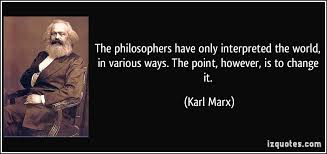 The philosophers have only interpreted the world,
in various ways. The point, however, is to change
it.
(Karl Marx)
izquotes.com